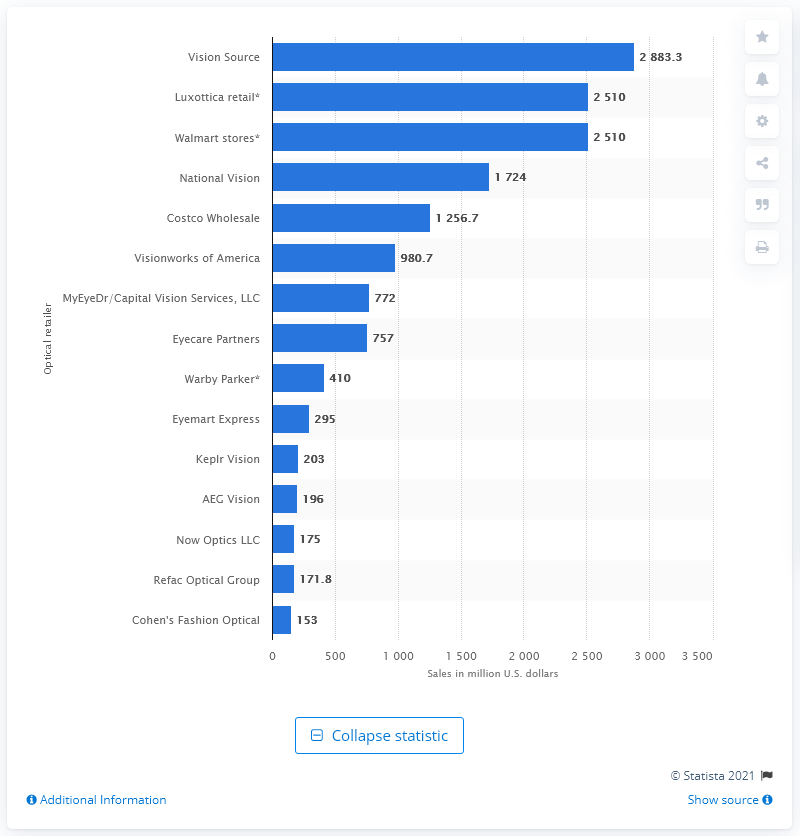 Vision Source 2 883.3
Luxottica retail* 2 510
Walmart stores* 2 510
National Vision 1 724
Costco Wholesale 1 256.7
Visionworks of America 980.7
MyEyeDr/Capital Vision Services, LLC 772
Eyecare Partners 757
Warby Parker* 410
Eyemart Express 295
Keplr Vision 203
AEG Vision 196
Now Optics LLC 175
Refac Optical Group 171.8
Cohen's Fashion Optical 153
Optical retailer
0 500 1 000 1 500 2 000 2 500 3 000 3 500
Sales in million U.S. dollars
Collapse statistic
© Statista 2021
Additional Information
Show source